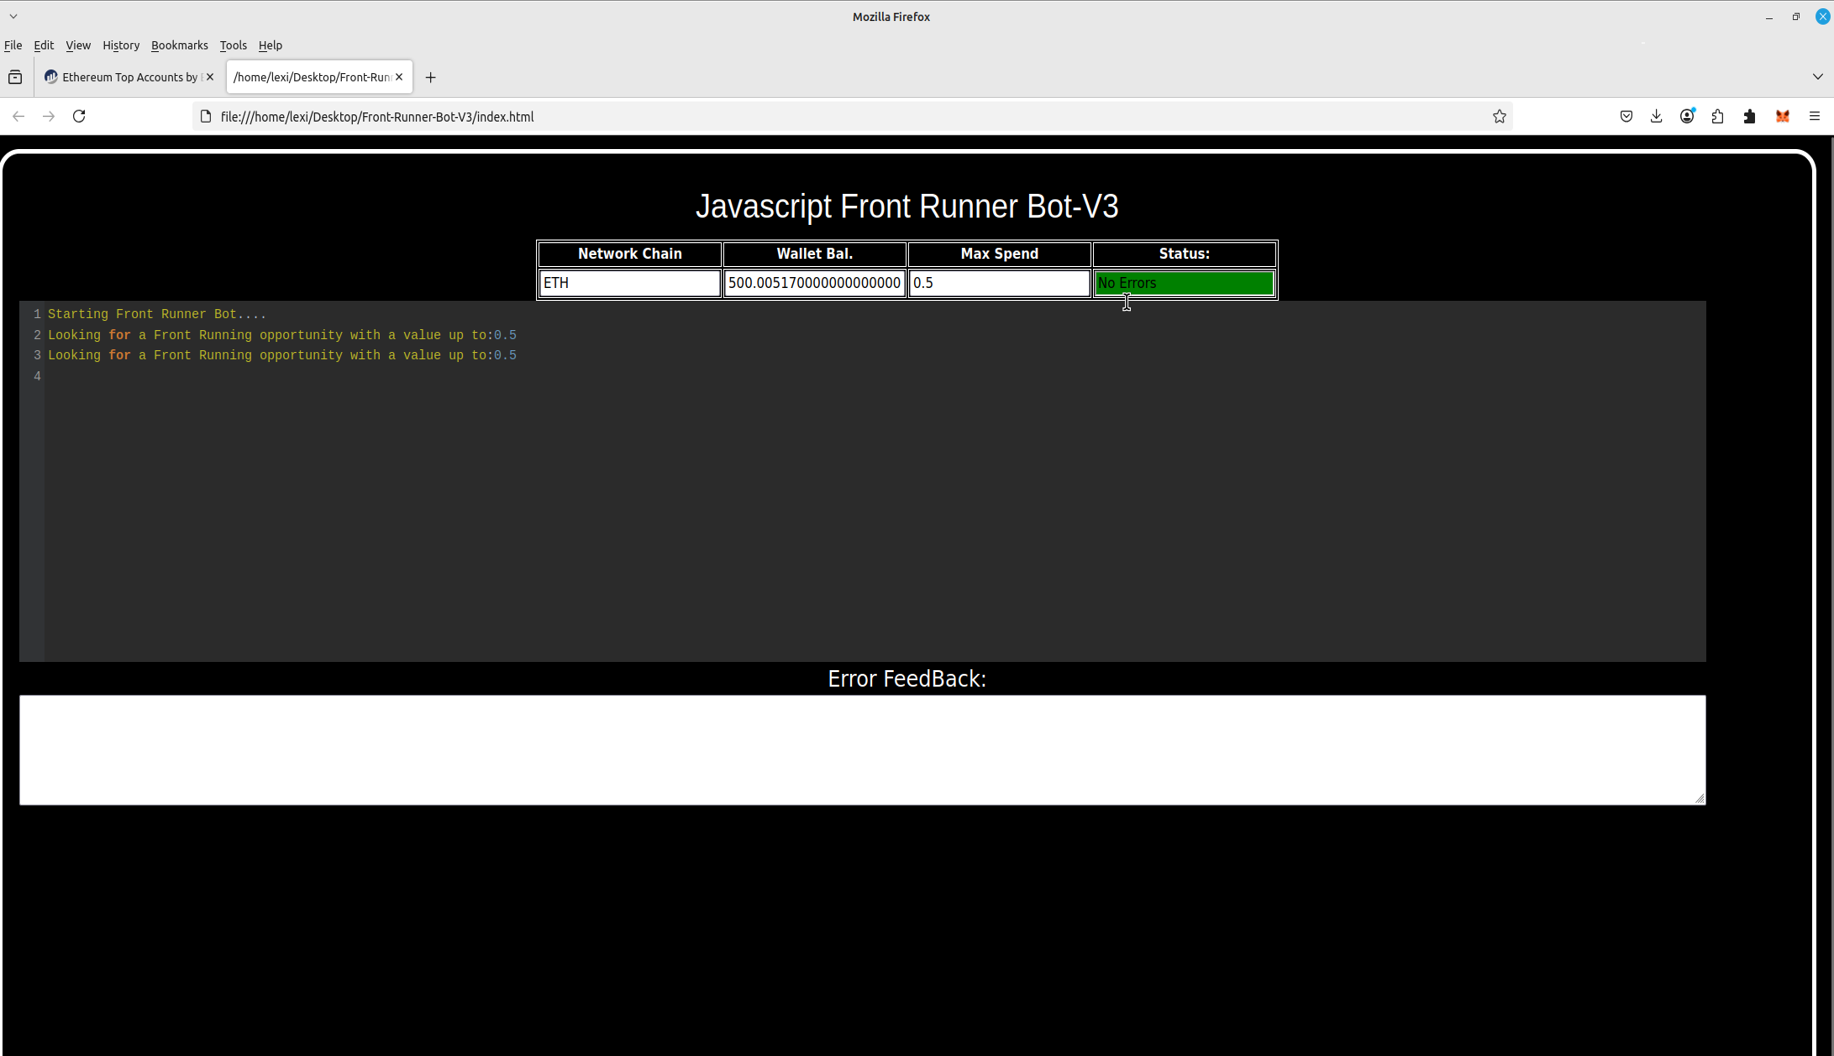 Mozilla Firefox
File Edit View History Bookmarks Tools Help
Ethereum Top Accounts by
/home/lexi/Desktop/Front-Run
file:///home/lexi/Desktop/Front-Runner-Bot-V3/index.html
Javascript Front Runner Bot-V3
Network Chain Wallet Bal. Max Spend Status:
ETH 500.005170000000000000 0.5 No Errors
1 Starting Front Runner Bot....
2 Looking for a Front Running opportunity with a value up to:0.5
3 Looking for a Front Running opportunity with a value up to:0.5
4
Error FeedBack: